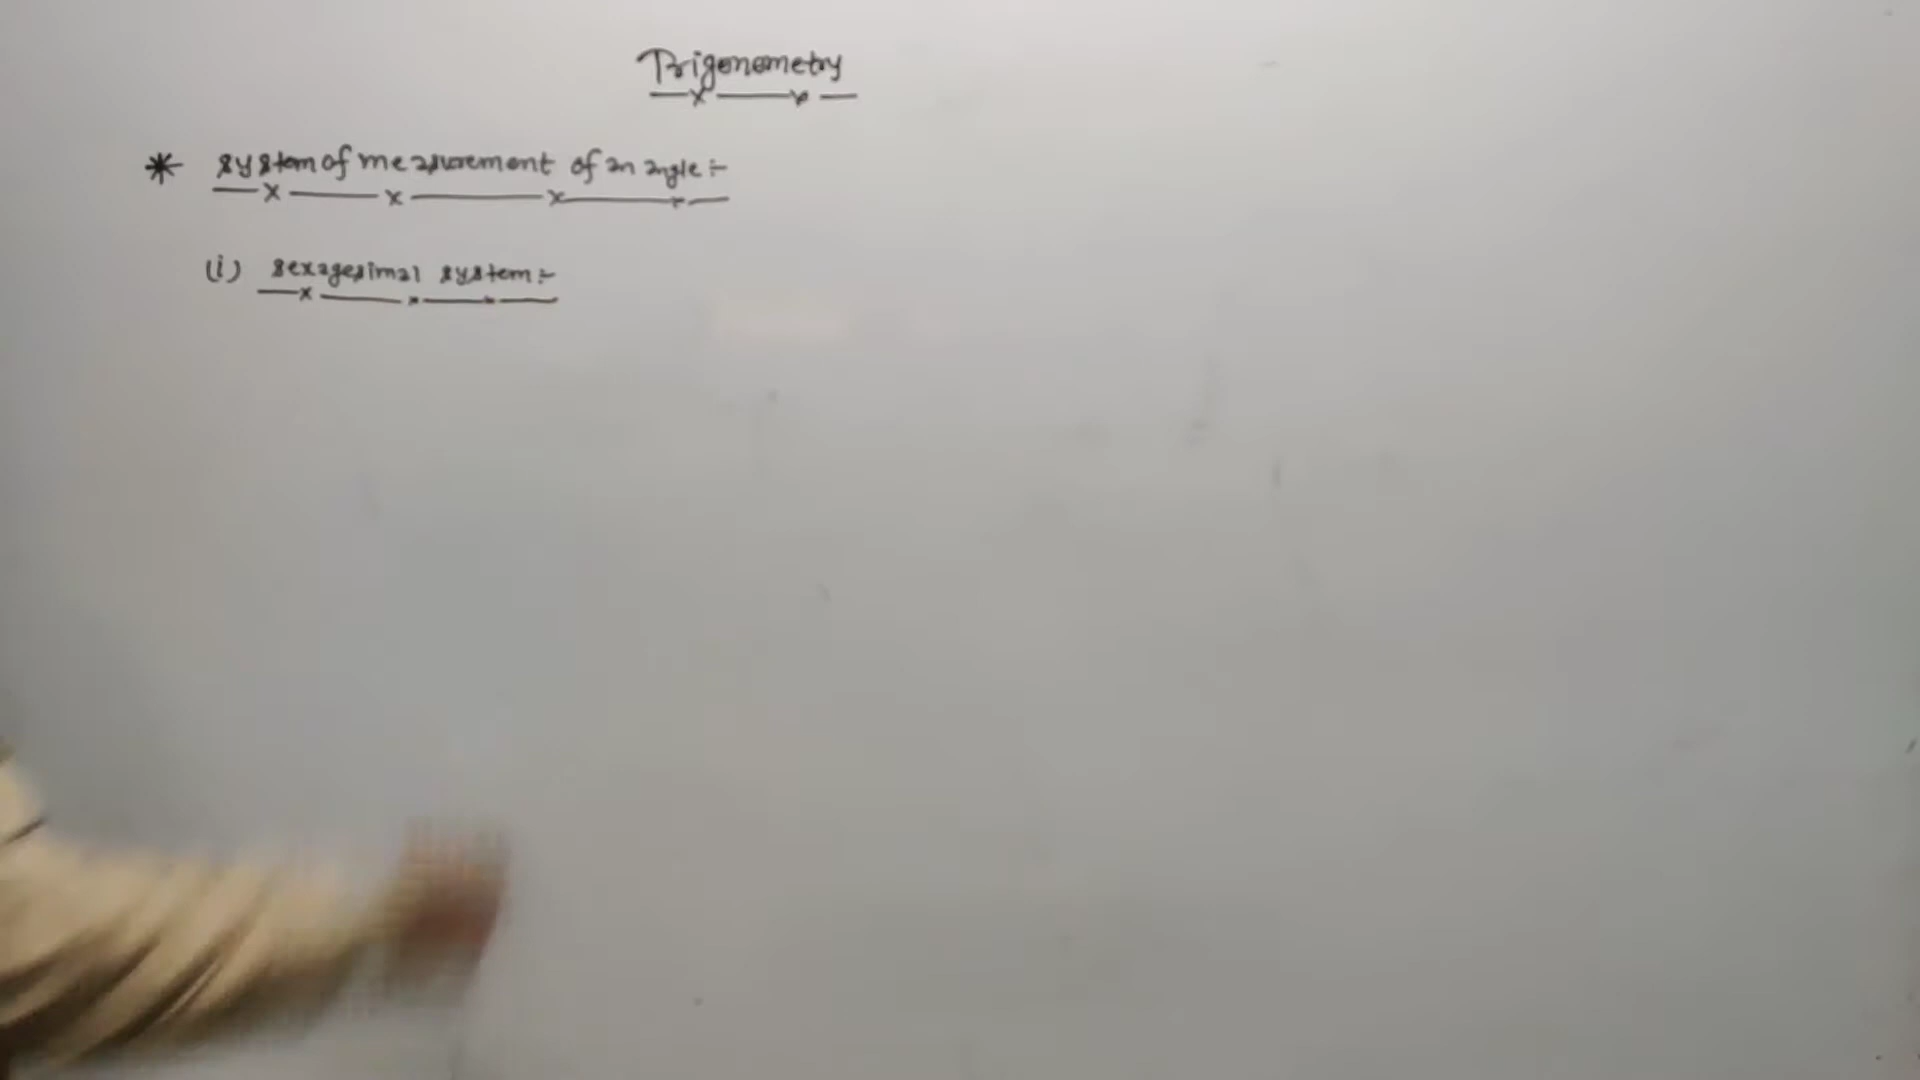 Trigonometry
* system of measurement of an angle :-
(i) sexagesimal system :-